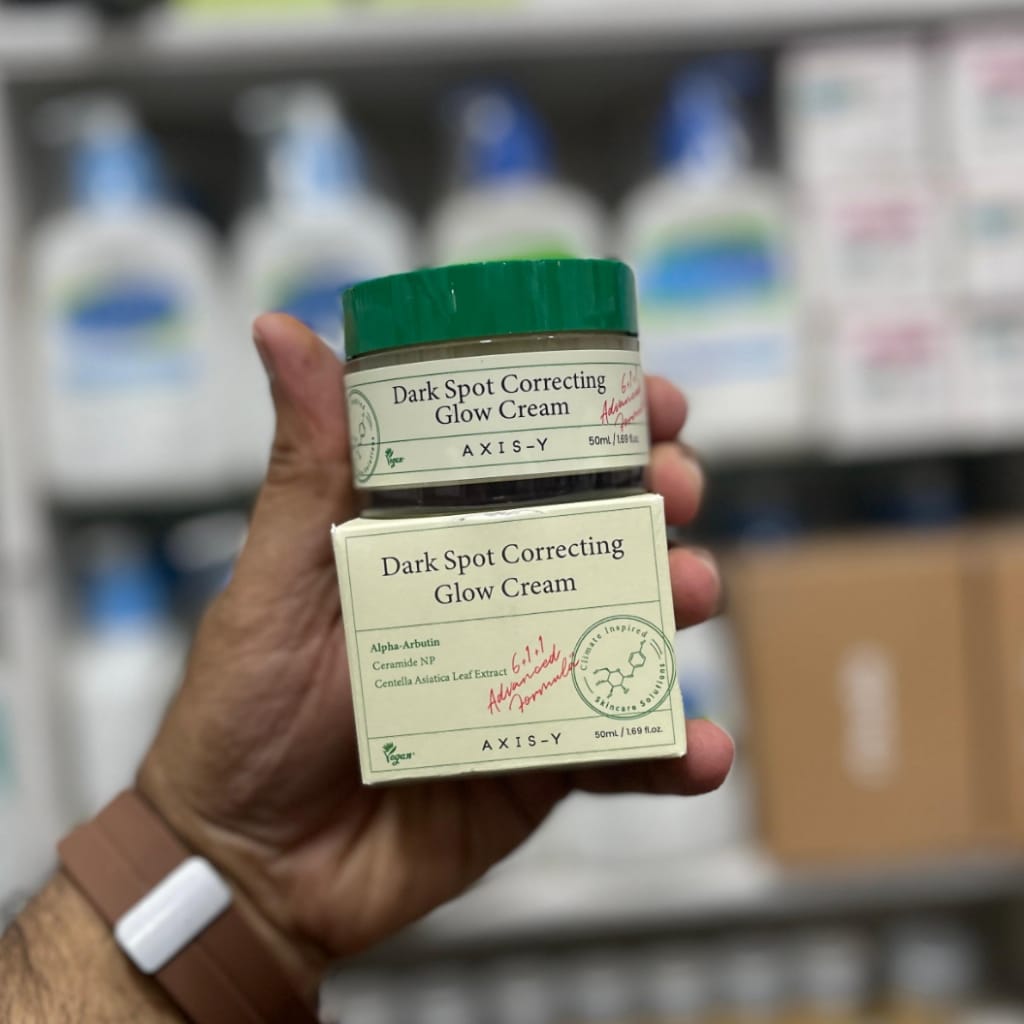 Dark Spot Correcting
Glow Cream
6+1+1
Advanced
Formula
Vegan
AXIS-Y
50mL / 1.69 fl.oz.
Dark Spot Correcting
Glow Cream
Alpha-Arbutin
Ceramide NP
Centella Asiatica Leaf Extract
6+1+1
Advanced
Formula
Climate Inspired
Skincare Solutions
Vegan
AXIS-Y
50mL / 1.69 fl.oz.